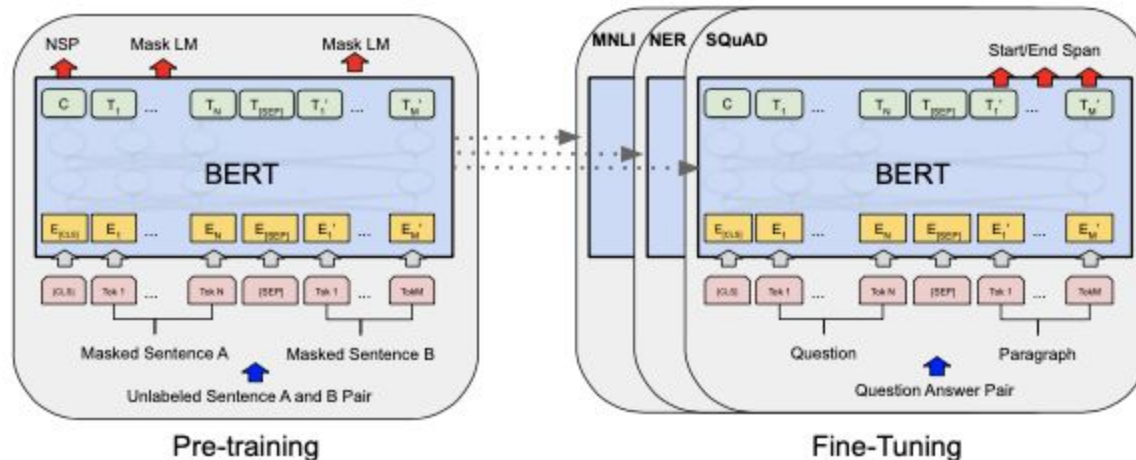 NSP Mask LM Mask LM
C T1 ... TN T[SEP] T1' ... TM'
BERT
E[CLS] E1 ... EN E[SEP] E1' ... EM'
[CLS] Tok 1 ... Tok N [SEP] Tok 1 ... TokM
Masked Sentence A Masked Sentence B
Unlabeled Sentence A and B Pair
Pre-training
MNLI NER SQuAD
Start/End Span
C T1 ... TN T[SEP] T1' ... TM'
BERT
E[CLS] E1 ... EN E[SEP] E1' ... EM'
[CLS] Tok 1 ... Tok N [SEP] Tok 1 ... TokM
Question Paragraph
Question Answer Pair
Fine-Tuning